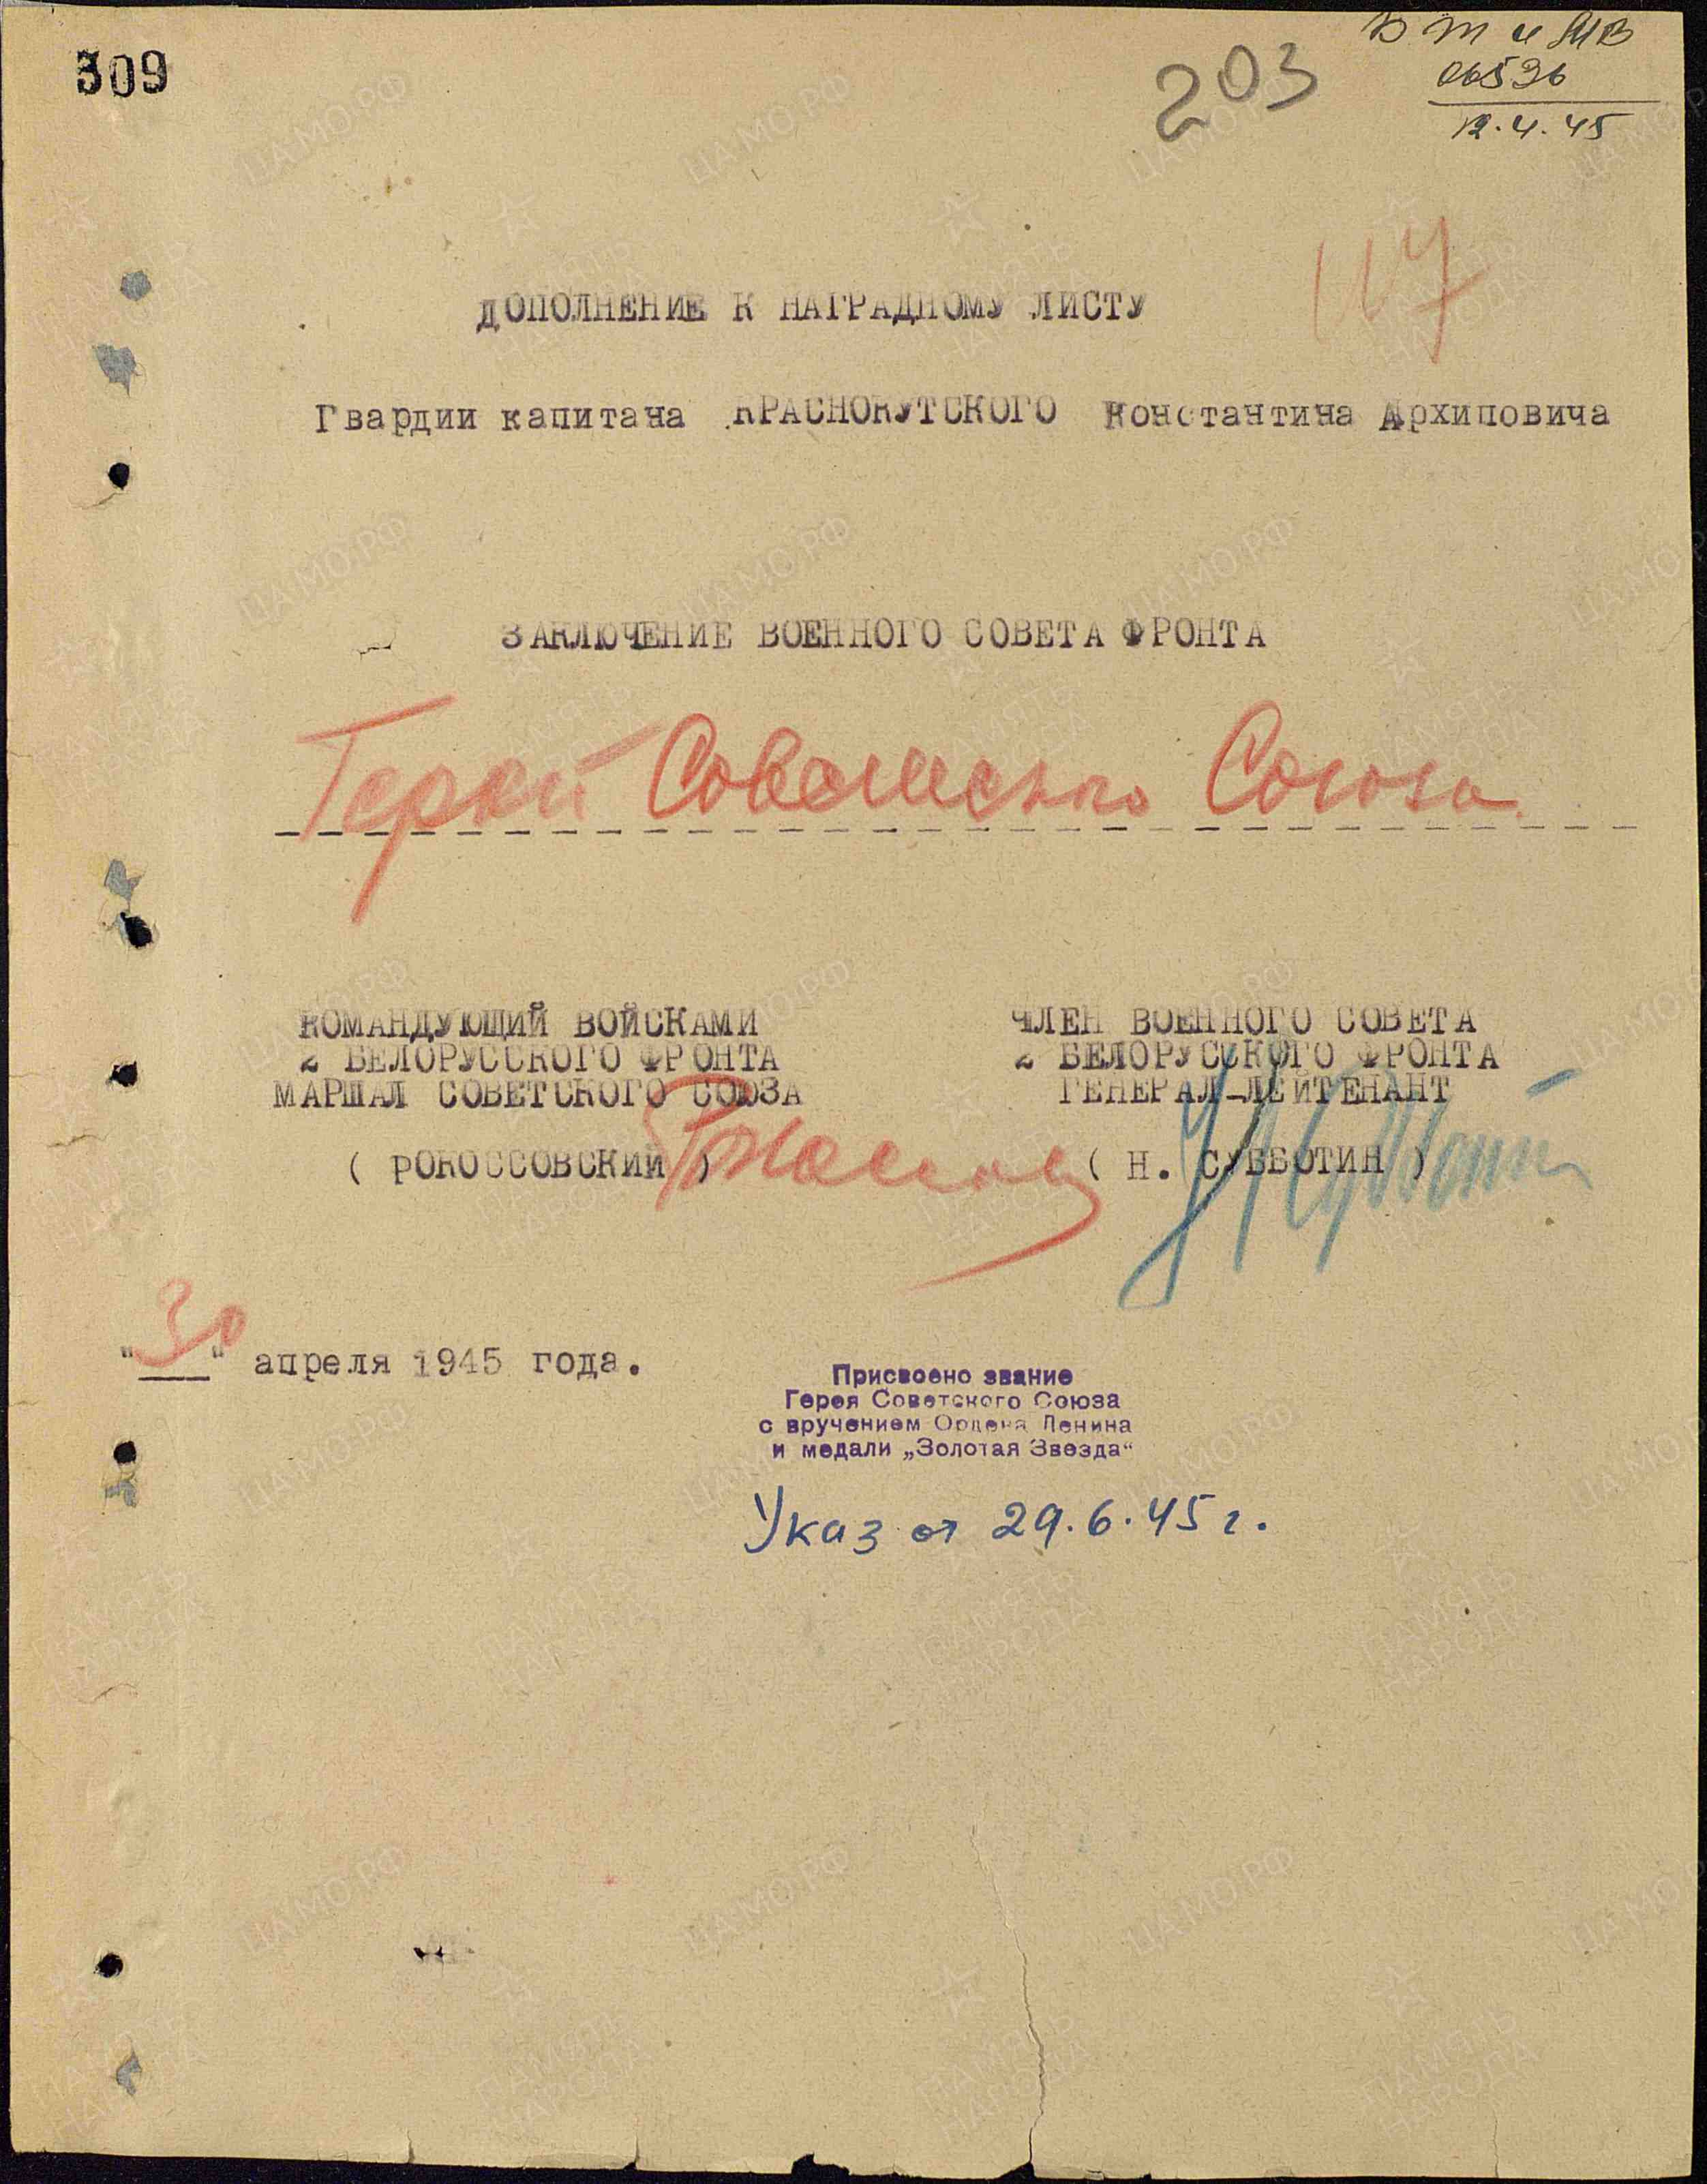 309
203
БТ и МВ
06596
12.4.45
117
ДОПОЛНЕНИЕ К НАГРАДНОМУ ЛИСТУ
Гвардии капитана КРАСНОКУТСКОГО Константина Архиповича
ЗАКЛЮЧЕНИЕ ВОЕННОГО СОВЕТА ФРОНТА
Герой Советского Союза.
КОМАНДУЮЩИЙ ВОЙСКАМИ
2 БЕЛОРУССКОГО ФРОНТА
МАРШАЛ СОВЕТСКОГО СОЮЗА
( РОКОССОВСКИЙ )
ЧЛЕН ВОЕННОГО СОВЕТА
2 БЕЛОРУССКОГО ФРОНТА
ГЕНЕРАЛ-ЛЕЙТЕНАНТ
( Н. СУББОТИН )
"30" апреля 1945 года.
Присвоено звание
Героя Советского Союза
с вручением Ордена Ленина
и медали „Золотая Звезда"
Указ от 29.6.45 г.